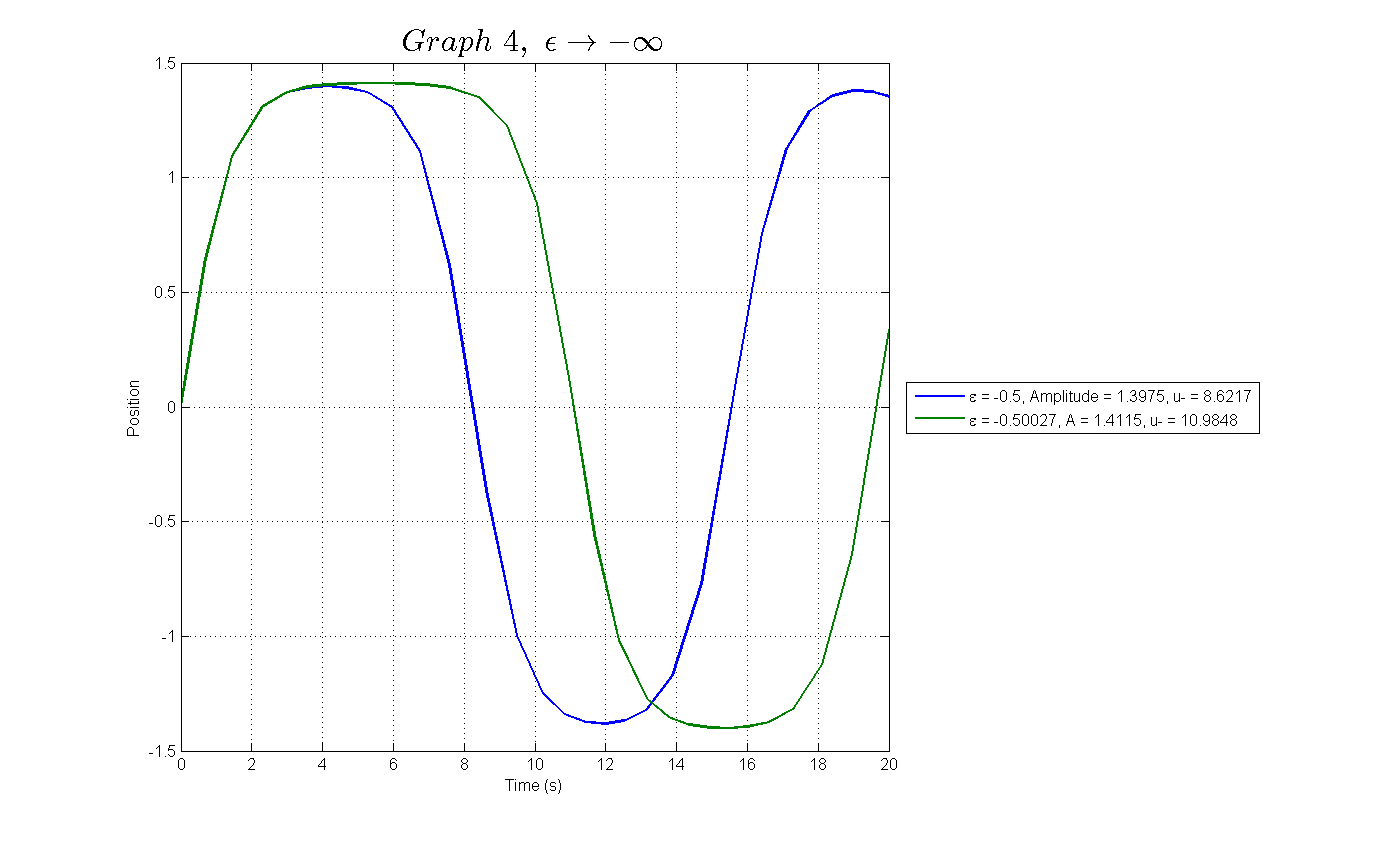 Graph 4, ϵ → −∞
1.5
1
0.5
0
-0.5
-1
-1.5
Position
0 2 4 6 8 10 12 14 16 18 20
Time (s)
ε = -0.5, Amplitude = 1.3975, u- = 8.6217
ε = -0.50027, A = 1.4115, u- = 10.9848